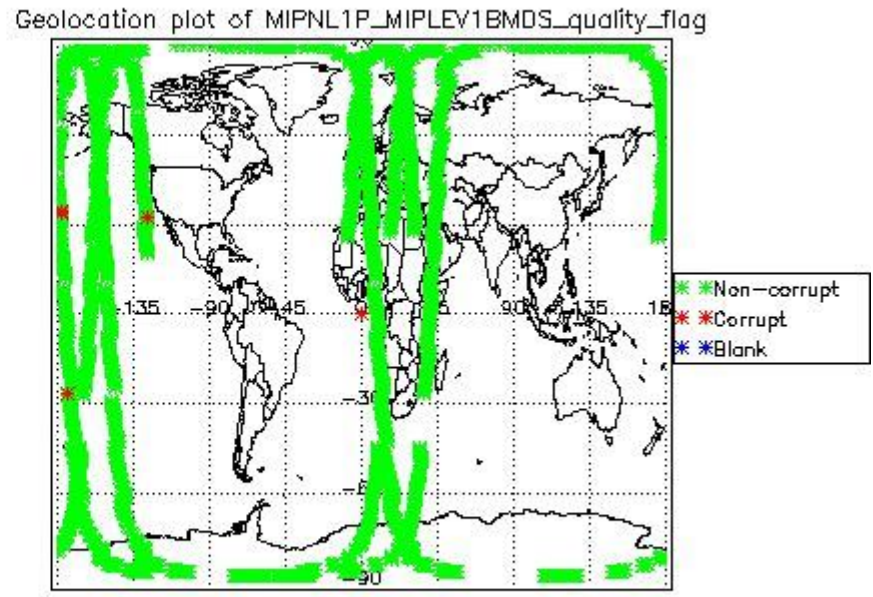 Geolocation plot of MIPNL1P_MIPLEV1BMDS_quality_flag
-135 -90 45 90 135
-30
-90
Non-corrupt
Corrupt
Blank